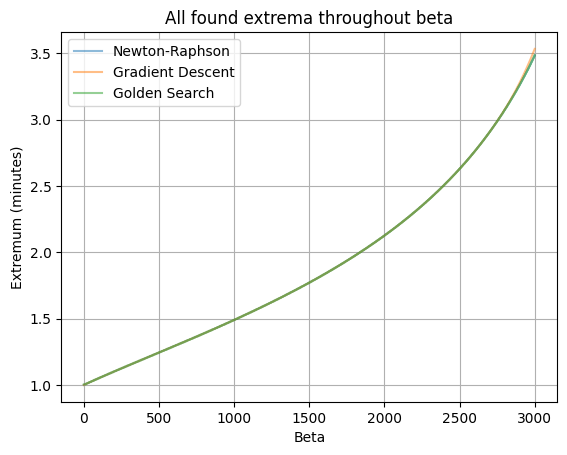 All found extrema throughout beta
Newton-Raphson
Gradient Descent
Golden Search
Extremum (minutes)
3.5
3.0
2.5
2.0
1.5
1.0
0 500 1000 1500 2000 2500 3000
Beta